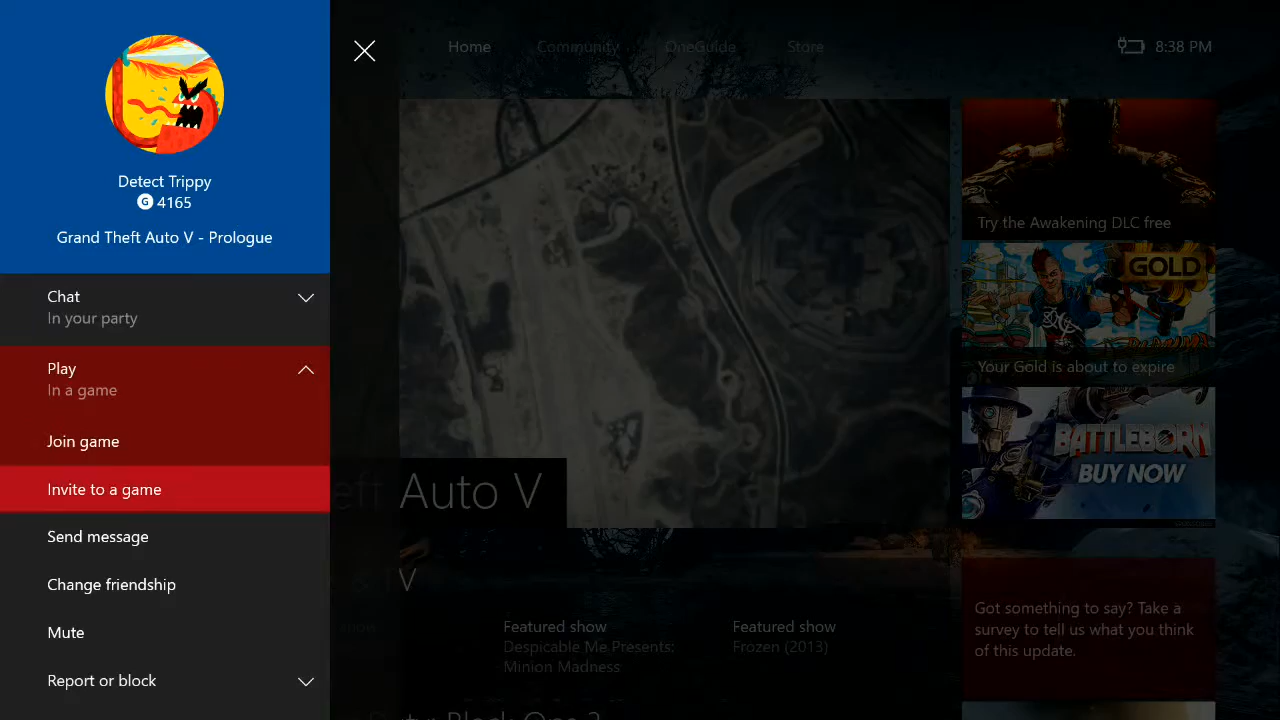 Detect Trippy
G 4165
Grand Theft Auto V - Prologue
Chat
In your party
Play
In a game
Join game
Invite to a game
Send message
Change friendship
Mute
Report or block
Home Community OneGuide Store
8:38 PM
Auto V
TV
Featured show
Despicable Me Presents:
Minion Madness
Featured show
Frozen (2013)
Try the Awakening DLC free
GOLD
Your Gold is about to expire
BATTLEBORN
BUY NOW
Got something to say? Take a
survey to tell us what you think
of this update.